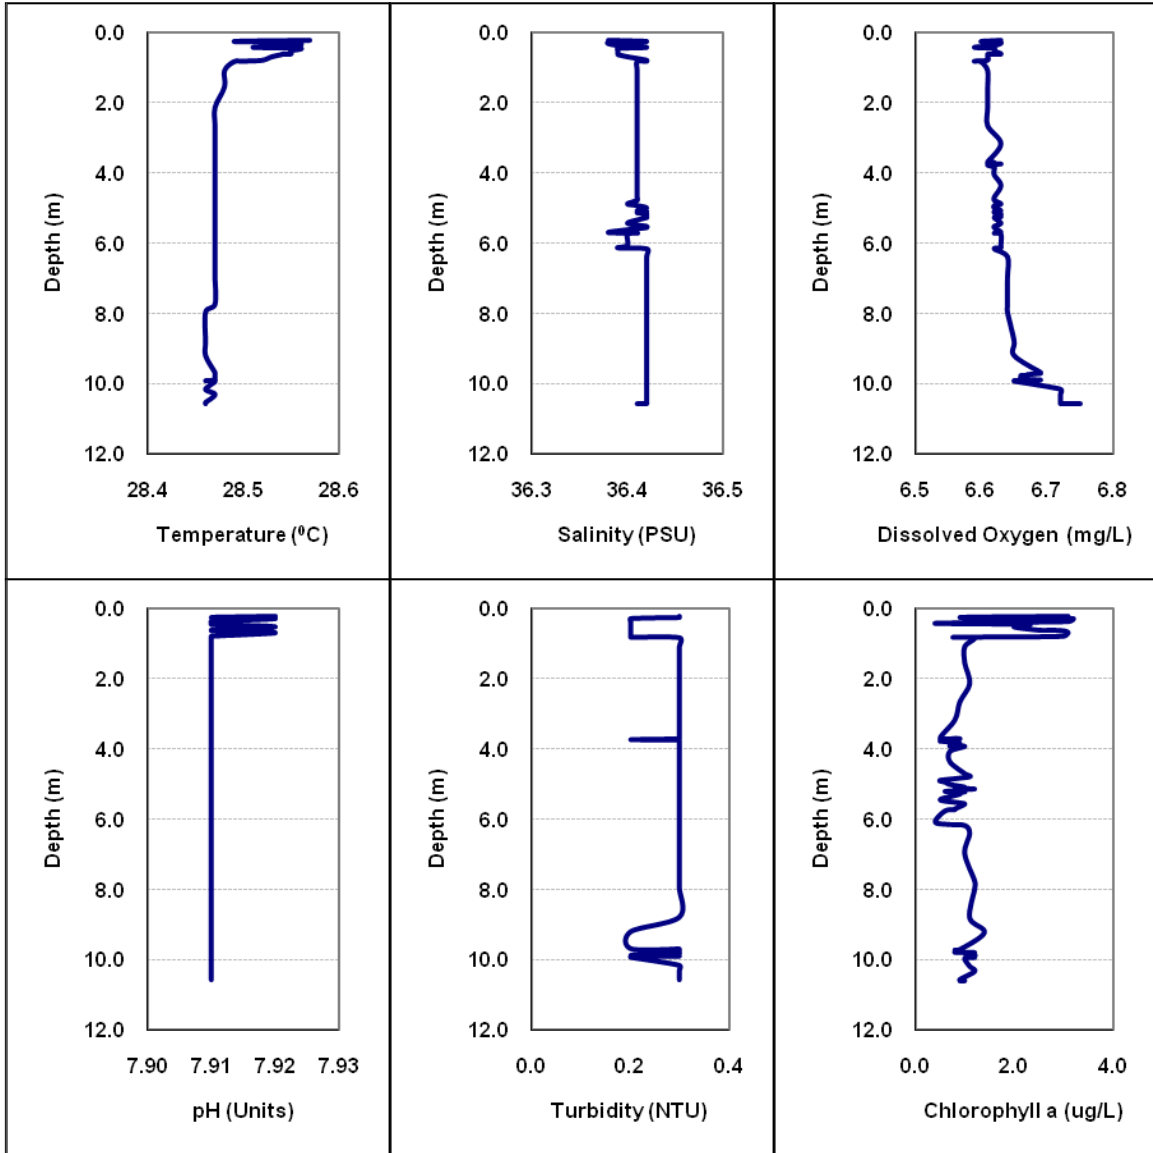 0.0
2.0
4.0
6.0
8.0
10.0
12.0
Depth (m)
28.4 28.5 28.6
Temperature (⁰C)
0.0
2.0
4.0
6.0
8.0
10.0
12.0
Depth (m)
36.3 36.4 36.5
Salinity (PSU)
0.0
2.0
4.0
6.0
8.0
10.0
12.0
Depth (m)
6.5 6.6 6.7 6.8
Dissolved Oxygen (mg/L)
0.0
2.0
4.0
6.0
8.0
10.0
12.0
Depth (m)
7.90 7.91 7.92 7.93
pH (Units)
0.0
2.0
4.0
6.0
8.0
10.0
12.0
Depth (m)
0.0 0.2 0.4
Turbidity (NTU)
0.0
2.0
4.0
6.0
8.0
10.0
12.0
Depth (m)
0.0 2.0 4.0
Chlorophyll a (ug/L)